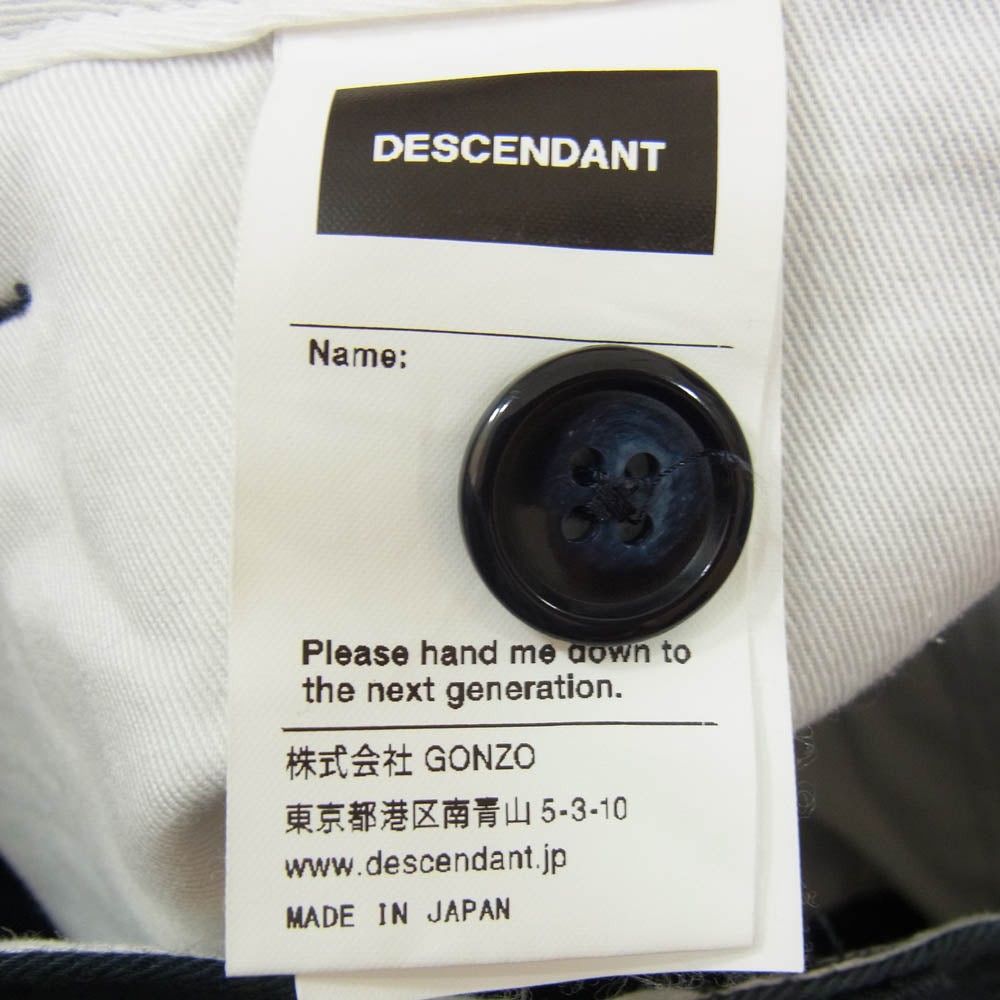 DESCENDANT
Name:
Please hand me down to
the next generation.
株式会社 GONZO
東京都港区南青山 5-3-10
www.descendant.jp
MADE IN JAPAN